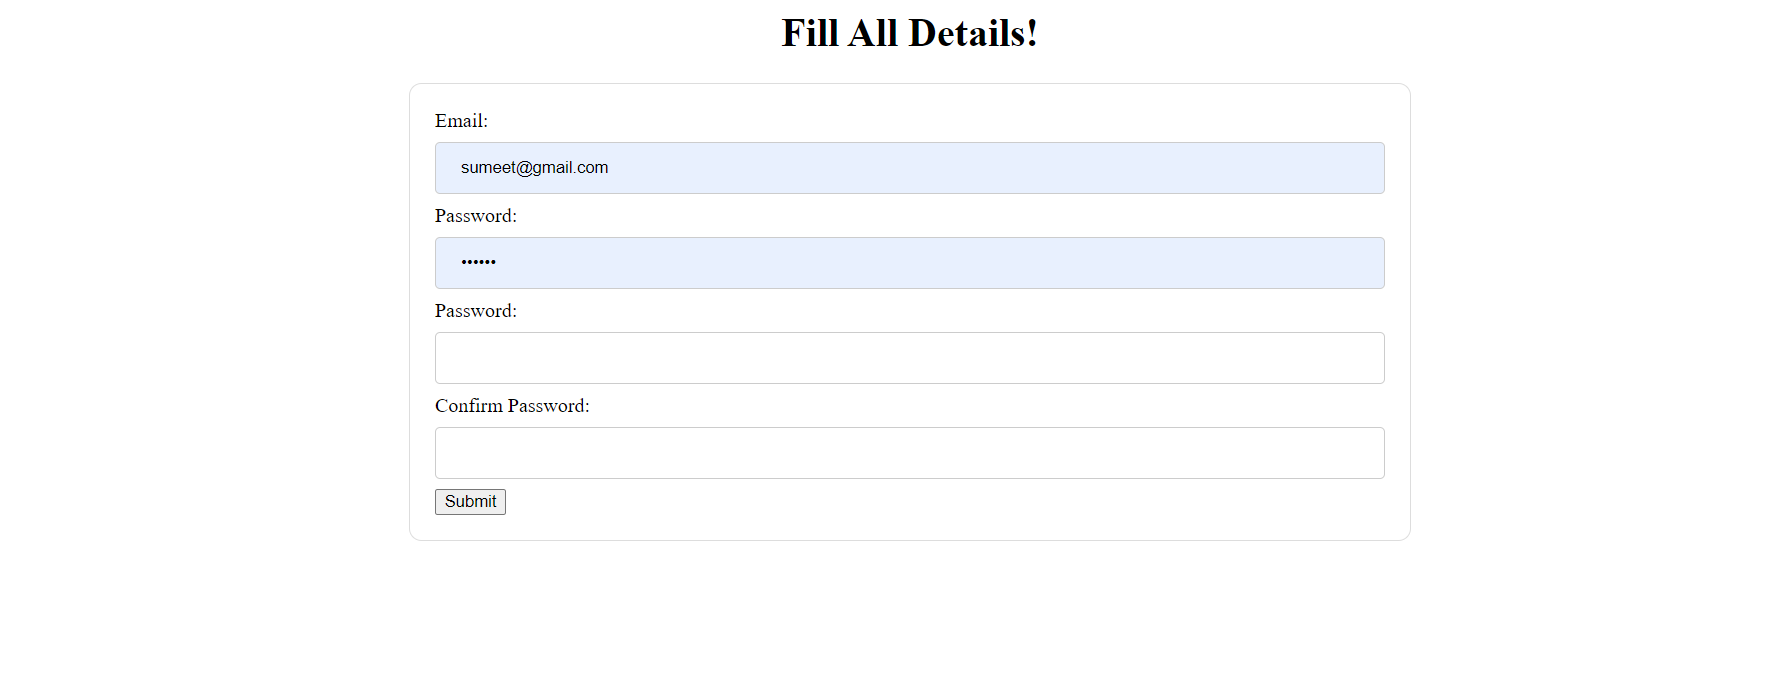 Fill All Details!
Email:
sumeet@gmail.com
Password:
••••••
Password:
Confirm Password:
Submit